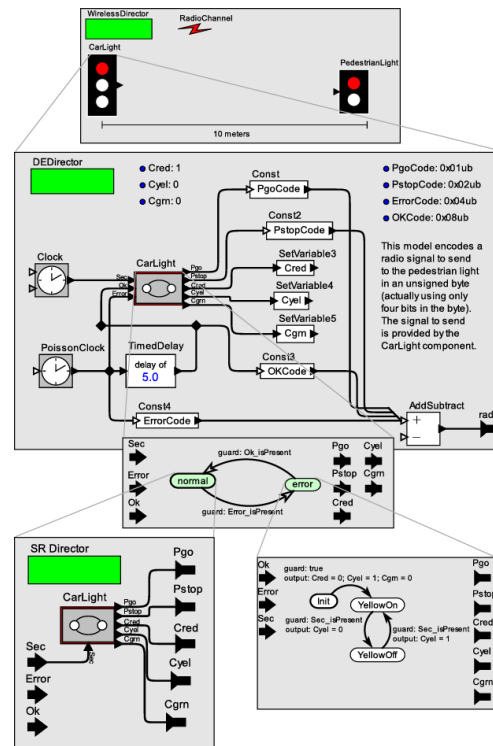 WirelessDirector
RadioChannel
CarLight
PedestrianLight
10 meters
DEDirector
Cred: 1
Cyel: 0
Cgrn: 0
PgoCode: 0x01ub
PstopCode: 0x02ub
ErrorCode: 0x04ub
OKCode: 0x08ub
This model encodes a
radio signal to send
to the pedestrian light
in an unsigned byte
(actually using only
four bits in the byte).
The signal to send
is provided by the
CarLight component.
Const
PgoCode
Const2
PstopCode
SetVariable3
Cred
SetVariable4
Cyel
SetVariable5
Cgrn
Clock
CarLight
Sec
Ok
Error
Pgo
Pstop
Cred
Cyel
Cgrn
PoissonClock
TimedDelay
delay of
5.0
Const3
OKCode
Const4
ErrorCode
AddSubtract
+
−
rad
Sec
Error
Ok
guard: Ok_isPresent
normal
error
guard: Error_isPresent
Pgo
Cyel
Pstop
Cgrn
Cred
SR Director
CarLight
Pgo
Pstop
Cred
Cyel
Cgrn
Sec
Sec
Error
Ok
Pgo
Pstop
Cred
Cyel
Cgrn
Ok
Error
Sec
guard: true
output: Cred = 0; Cyel = 1; Cgrn = 0
Init
YellowOn
guard: Sec_isPresent
output: Cyel = 0
guard: Sec_isPresent
output: Cyel = 1
YellowOff
Pgo
Pstop
Cred
Cyel
Cgrn